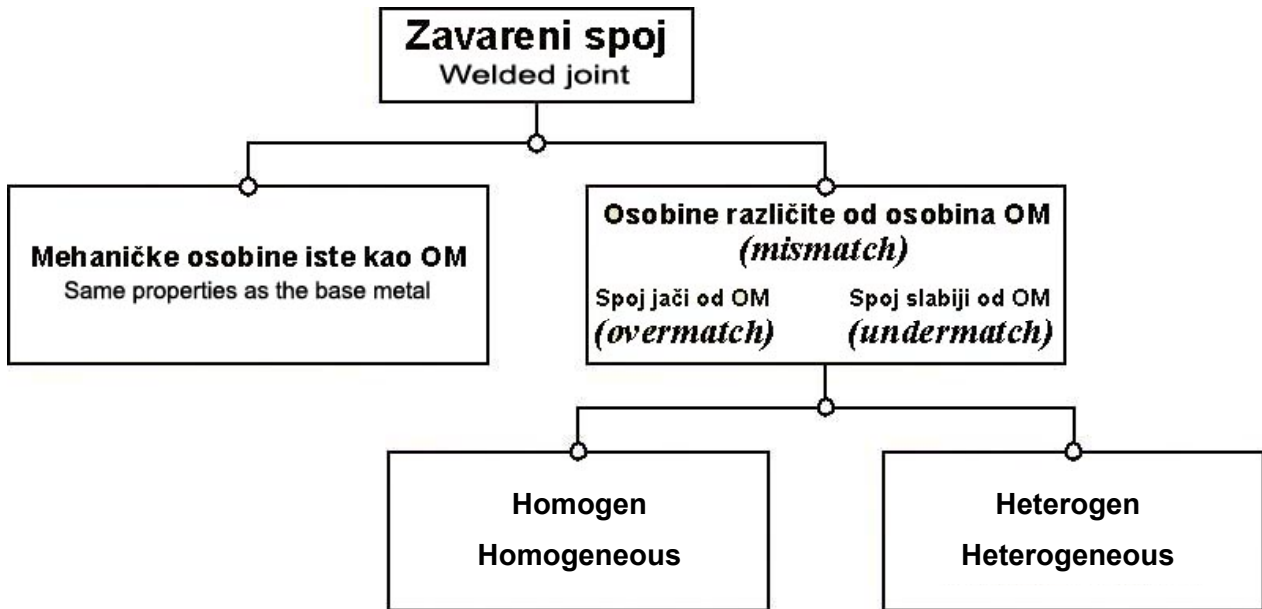 Zavareni spoj
Welded joint
Mehaničke osobine iste kao OM
Same properties as the base metal
Osobine različite od osobina OM
(mismatch)
Spoj jači od OM
(overmatch)
Spoj slabiji od OM
(undermatch)
Homogen
Homogeneous
Heterogen
Heterogeneous